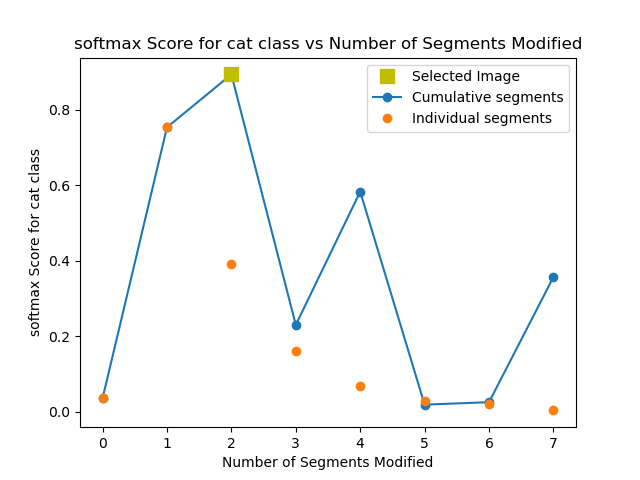 softmax Score for cat class vs Number of Segments Modified
Selected Image
Cumulative segments
Individual segments
softmax Score for cat class
0.8
0.6
0.4
0.2
0.0
0 1 2 3 4 5 6 7
Number of Segments Modified